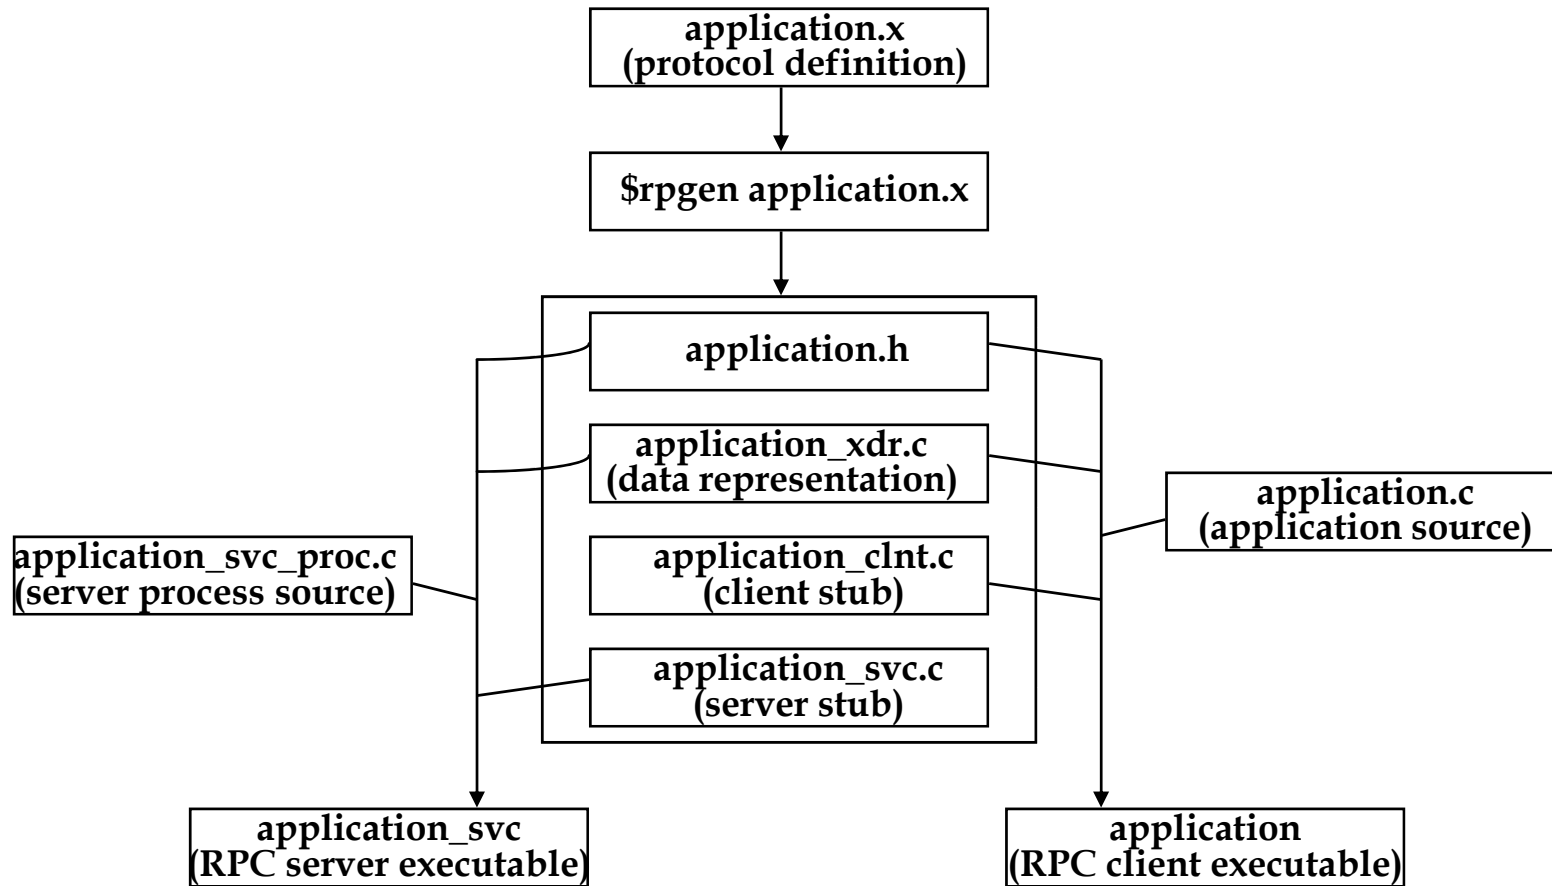 application.x
(protocol definition)
$rpgen application.x
application.h
application_xdr.c
(data representation)
application.c
(application source)
application_svc_proc.c
(server process source)
application_clnt.c
(client stub)
application_svc.c
(server stub)
application_svc
(RPC server executable)
application
(RPC client executable)